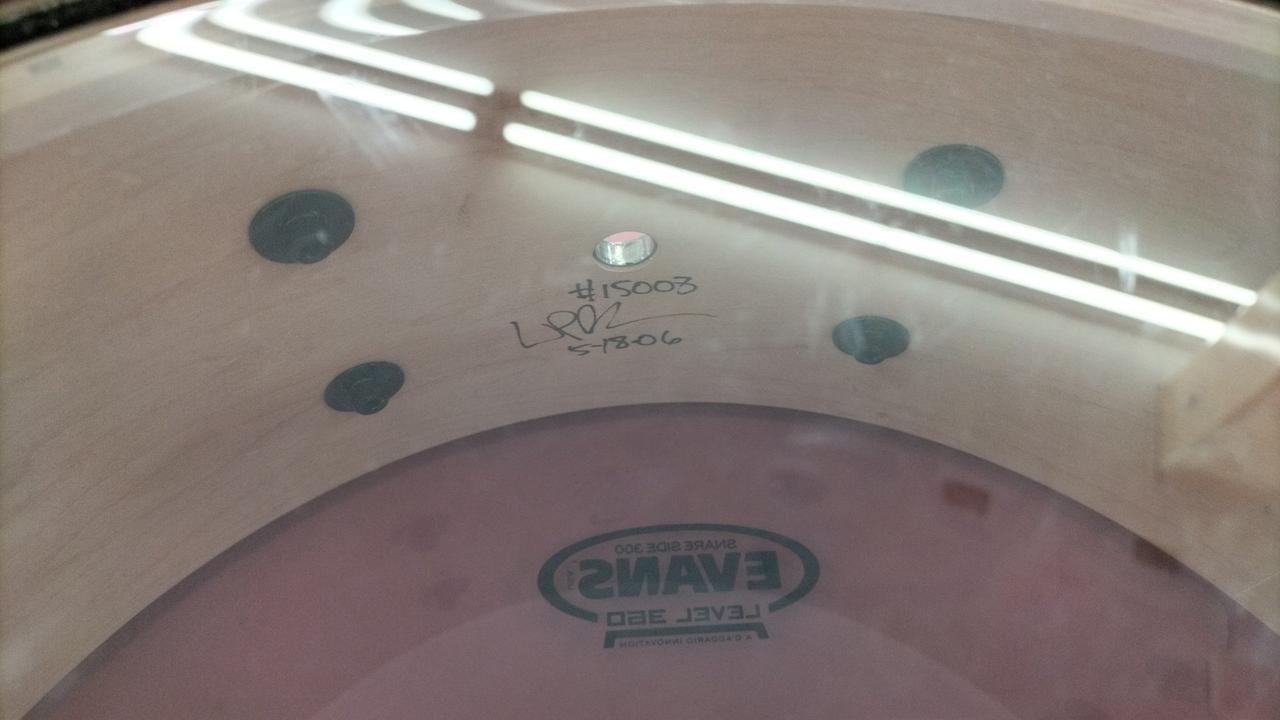 #15003
5-18-06
SNARE SIDE 300
EVANS
LEVEL 360
A D'ADDARIO INNOVATION